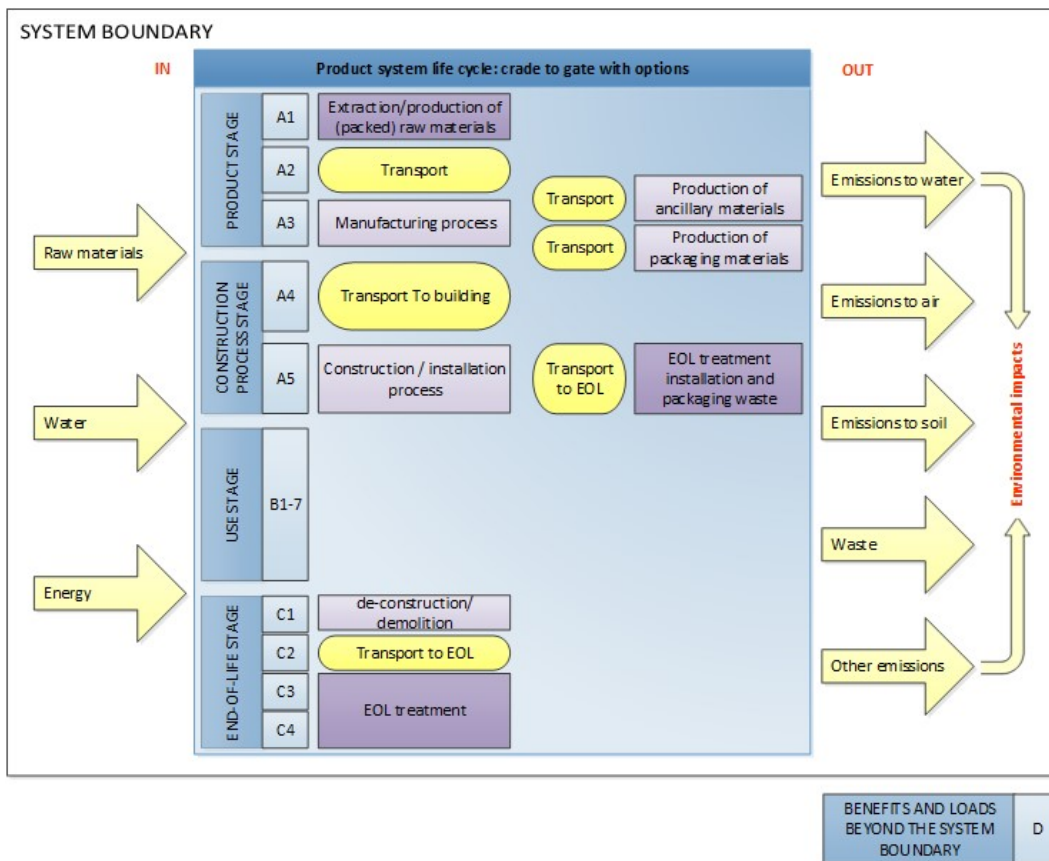 SYSTEM BOUNDARY
IN
Product system life cycle: crade to gate with options
OUT
PRODUCT STAGE
A1
Extraction/production of
(packed) raw materials
A2
Transport
A3
Manufacturing process
Transport
Production of
ancillary materials
Transport
Production of
packaging materials
CONSTRUCTION
PROCESS STAGE
A4
Transport To building
A5
Construction / installation
process
Transport
to EOL
EOL treatment
installation and
packaging waste
USE STAGE
B1-7
END-OF-LIFE STAGE
C1
de-construction/
demolition
C2
Transport to EOL
C3
C4
EOL treatment
Raw materials
Water
Energy
Emissions to water
Emissions to air
Emissions to soil
Waste
Other emissions
Environmental impacts
BENEFITS AND LOADS
BEYOND THE SYSTEM
BOUNDARY
D